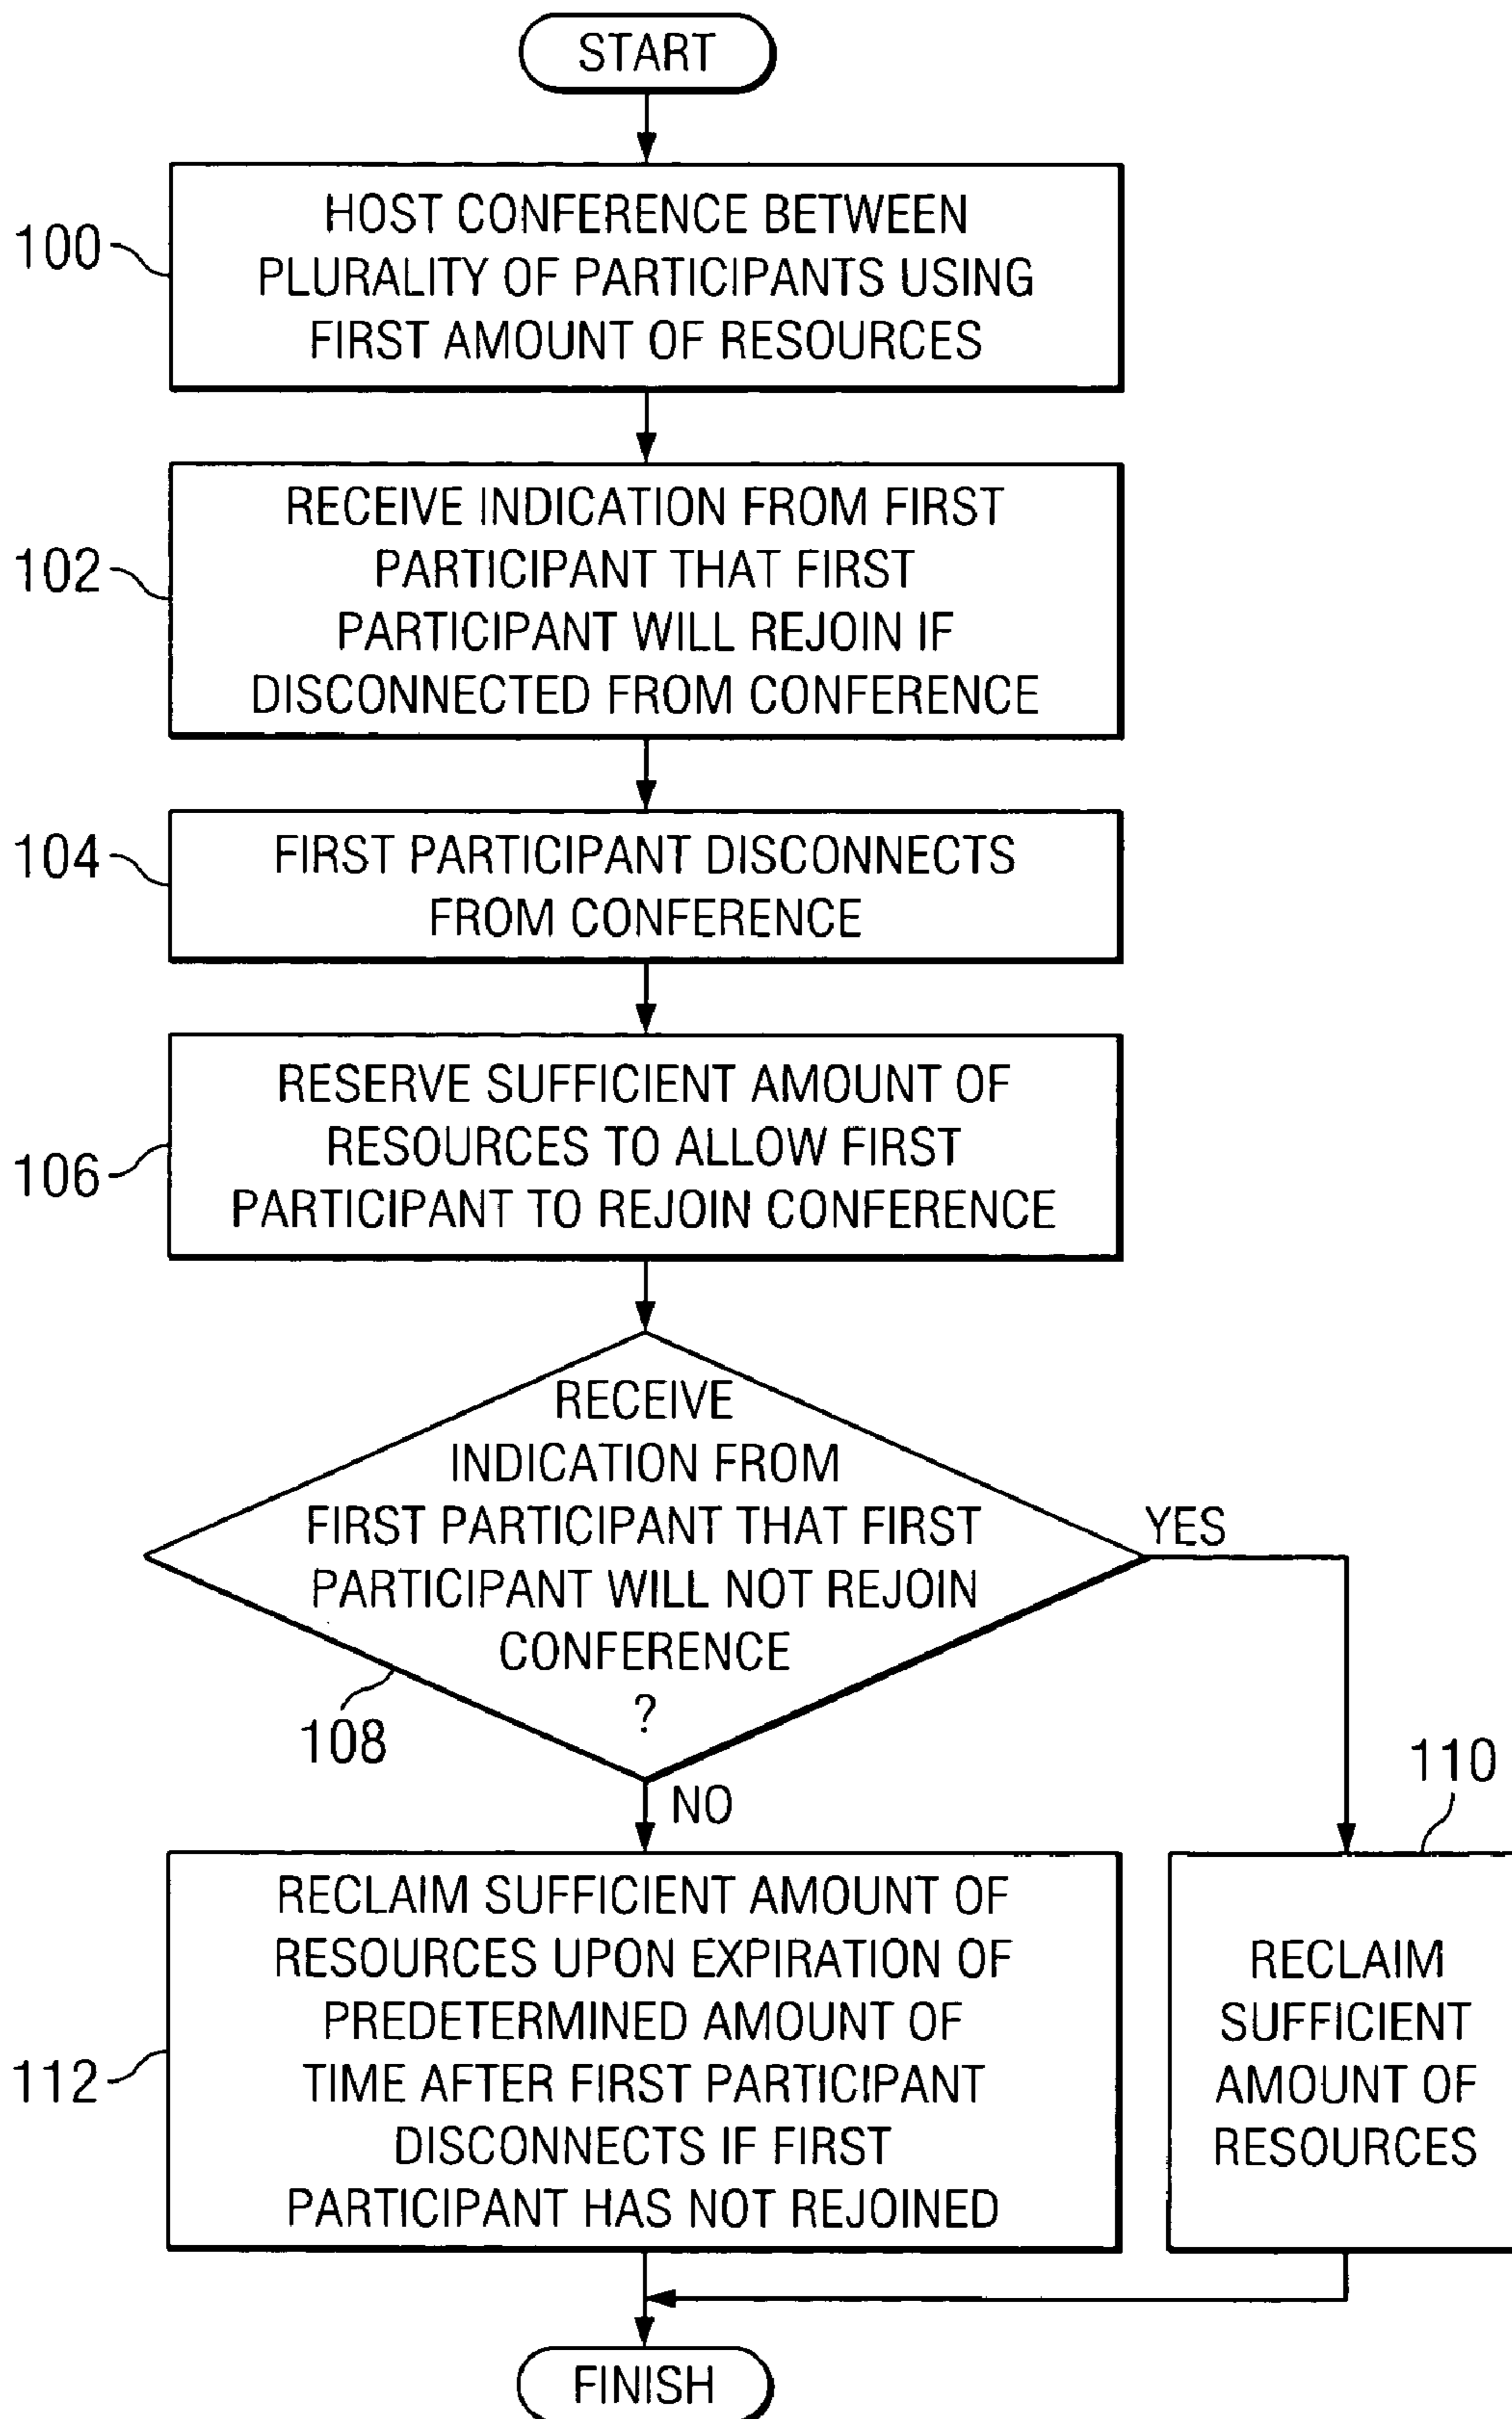 START
100
HOST CONFERENCE BETWEEN
PLURALITY OF PARTICIPANTS USING
FIRST AMOUNT OF RESOURCES
102
RECEIVE INDICATION FROM FIRST
PARTICIPANT THAT FIRST
PARTICIPANT WILL REJOIN IF
DISCONNECTED FROM CONFERENCE
104
FIRST PARTICIPANT DISCONNECTS
FROM CONFERENCE
106
RESERVE SUFFICIENT AMOUNT OF
RESOURCES TO ALLOW FIRST
PARTICIPANT TO REJOIN CONFERENCE
RECEIVE
INDICATION FROM
FIRST PARTICIPANT THAT FIRST
PARTICIPANT WILL NOT REJOIN
CONFERENCE
?
108
YES
NO
110
112
RECLAIM SUFFICIENT AMOUNT OF
RESOURCES UPON EXPIRATION OF
PREDETERMINED AMOUNT OF
TIME AFTER FIRST PARTICIPANT
DISCONNECTS IF FIRST
PARTICIPANT HAS NOT REJOINED
RECLAIM
SUFFICIENT
AMOUNT OF
RESOURCES
FINISH